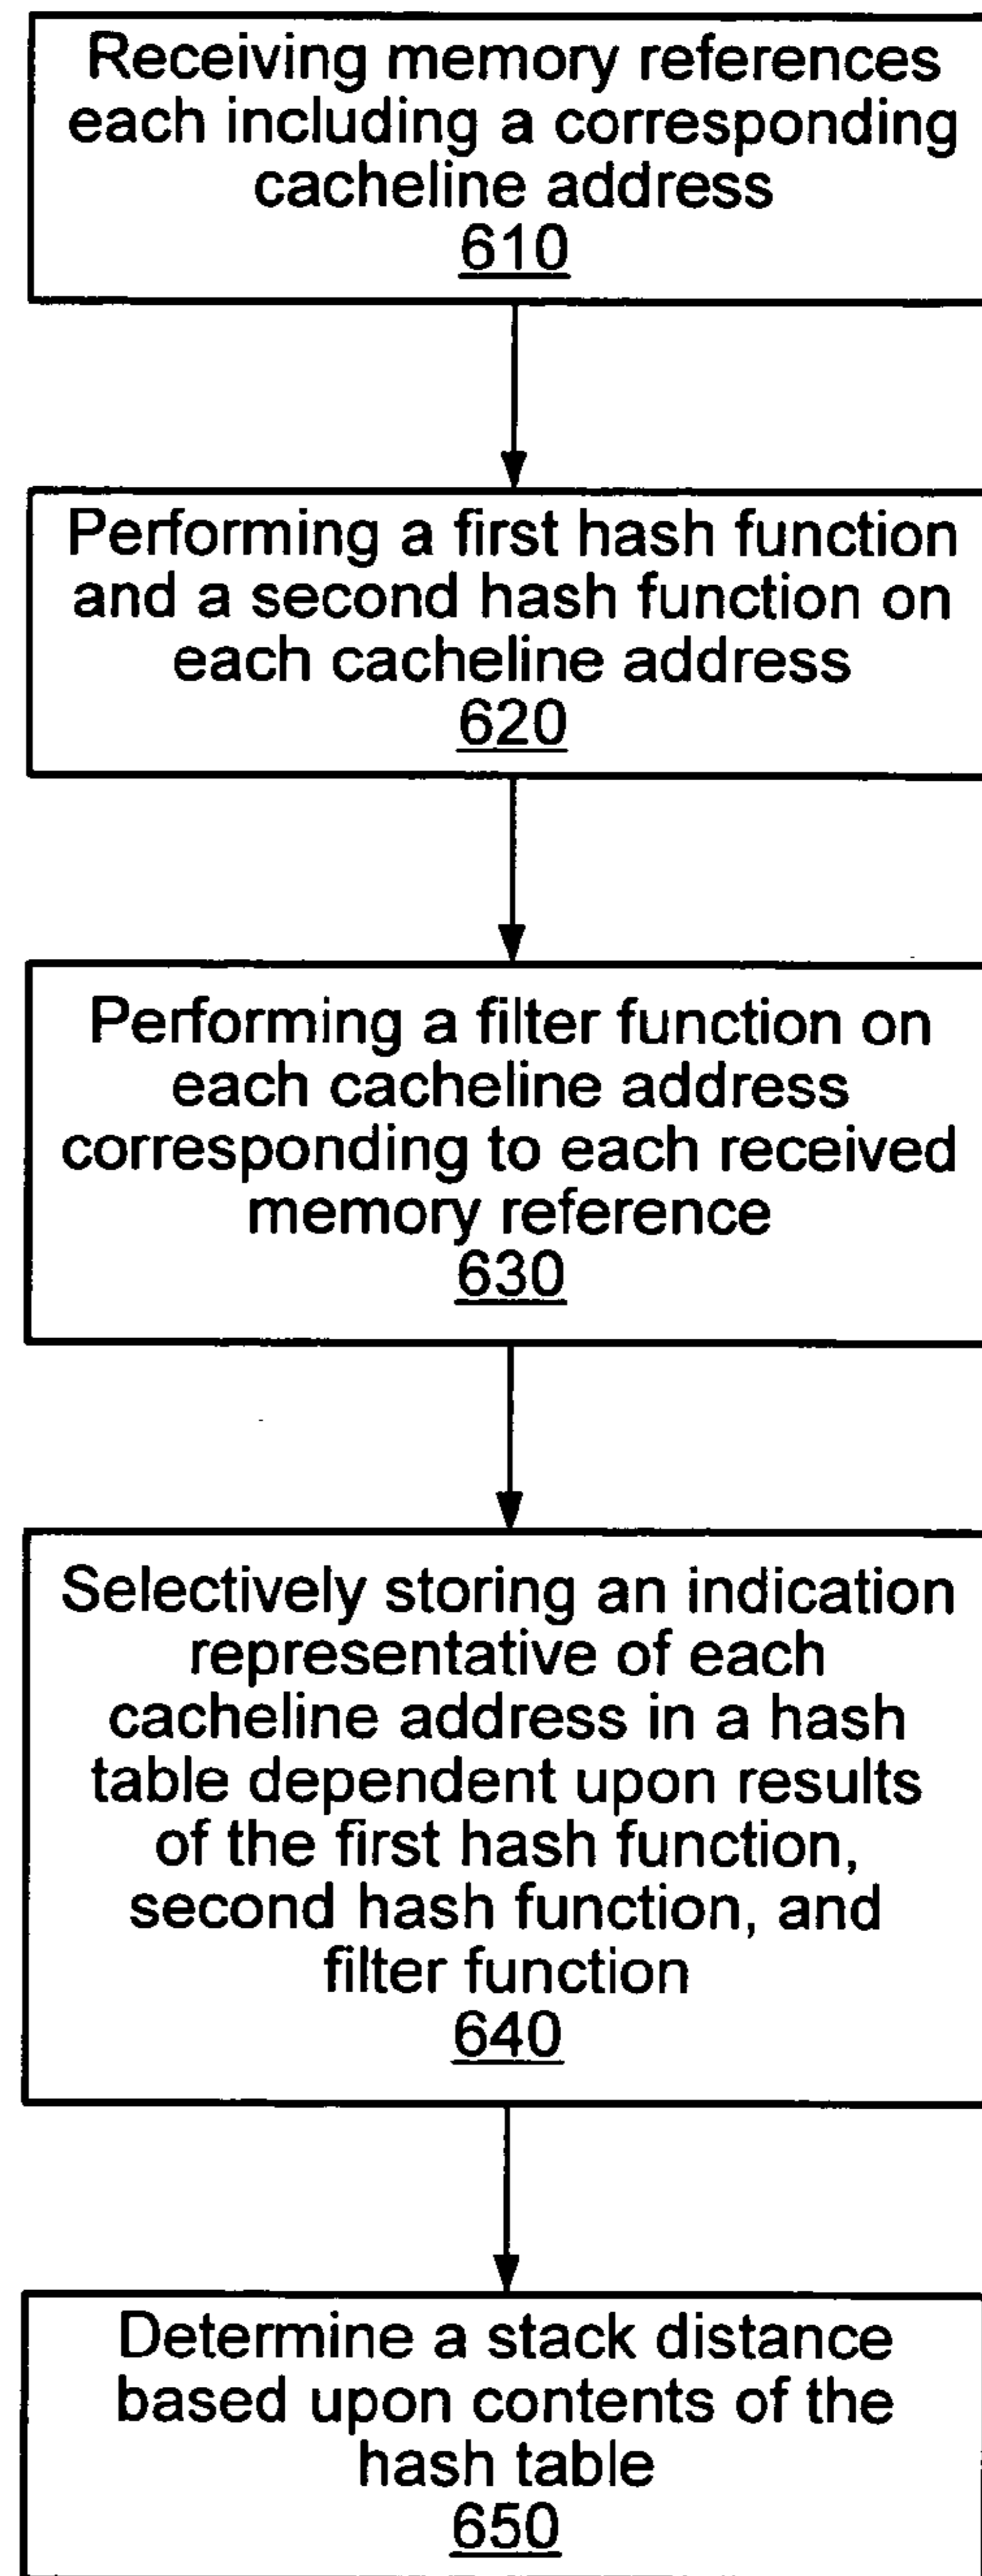 Receiving memory references
each including a corresponding
cacheline address
610
Performing a first hash function
and a second hash function on
each cacheline address
620
Performing a filter function on
each cacheline address
corresponding to each received
memory reference
630
Selectively storing an indication
representative of each
cacheline address in a hash
table dependent upon results
of the first hash function,
second hash function, and
filter function
640
Determine a stack distance
based upon contents of the
hash table
650